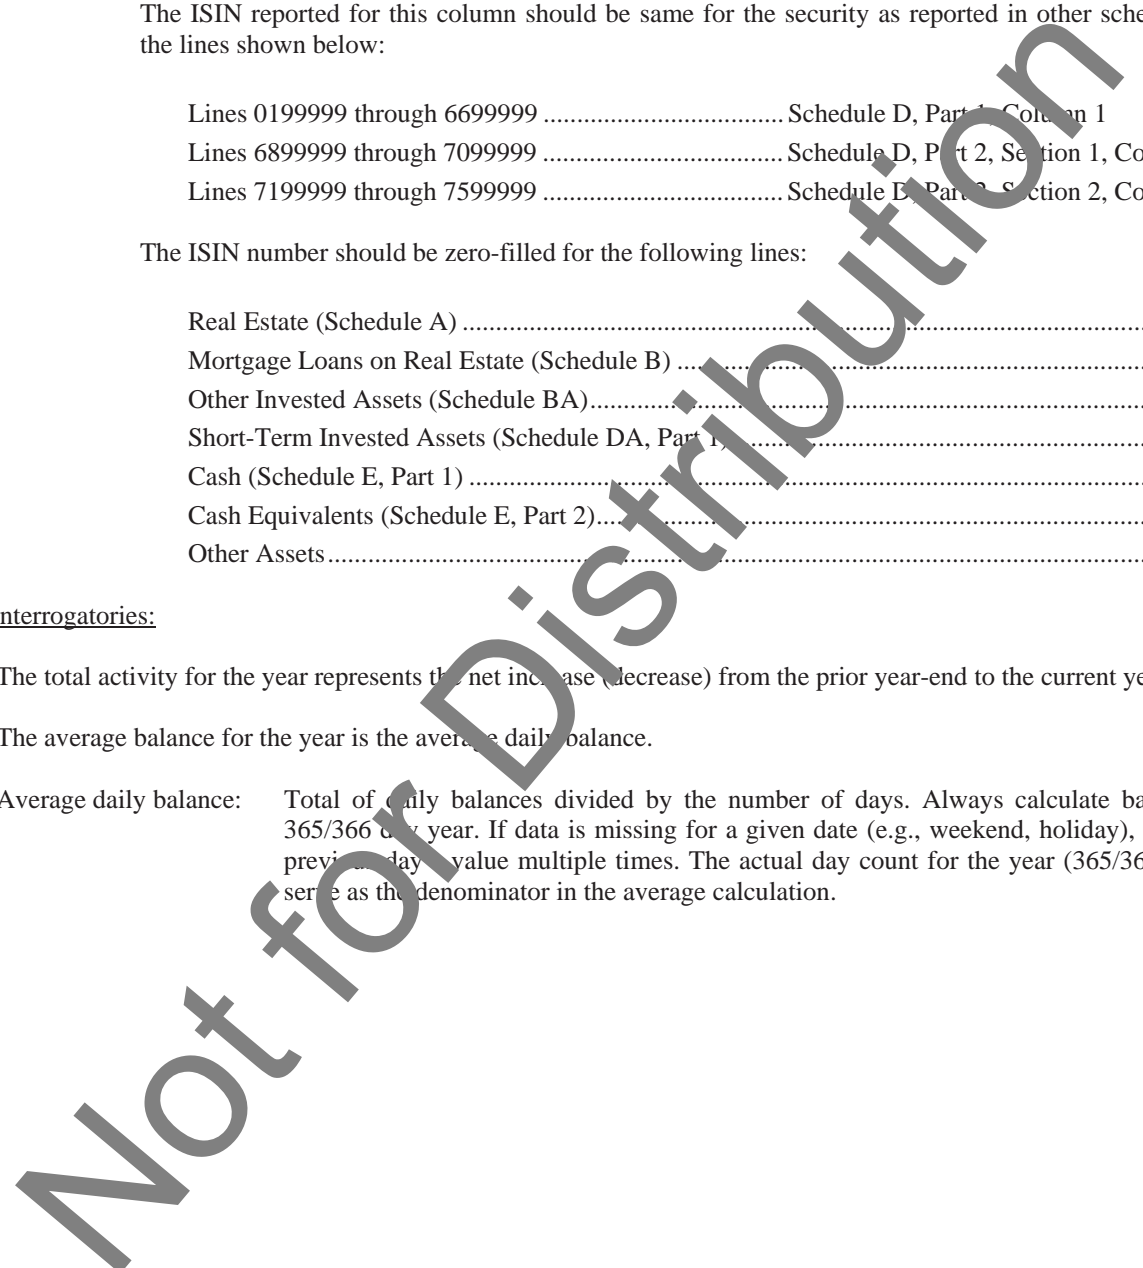 The ISIN reported for this column should be same for the security as reported in other sche
the lines shown below:
Lines 0199999 through 6699999 .................................... Schedule D, Part 1, Column 1
Lines 6899999 through 7099999 .................................... Schedule D, Part 2, Section 1, Co
Lines 7199999 through 7599999 .................................... Schedule D, Part 2, Section 2, Co
The ISIN number should be zero-filled for the following lines:
Real Estate (Schedule A) ....................................................................................................
Mortgage Loans on Real Estate (Schedule B) ......................................................................
Other Invested Assets (Schedule BA)...................................................................................
Short-Term Invested Assets (Schedule DA, Part 1) ..............................................................
Cash (Schedule E, Part 1) ....................................................................................................
Cash Equivalents (Schedule E, Part 2)..................................................................................
Other Assets..........................................................................................................................
nterrogatories:
The total activity for the year represents the net increase (decrease) from the prior year-end to the current ye
The average balance for the year is the average daily balance.
Average daily balance: Total of daily balances divided by the number of days. Always calculate ba
365/366 day year. If data is missing for a given date (e.g., weekend, holiday),
previous day's value multiple times. The actual day count for the year (365/36
serve as the denominator in the average calculation.
Not for Distribution